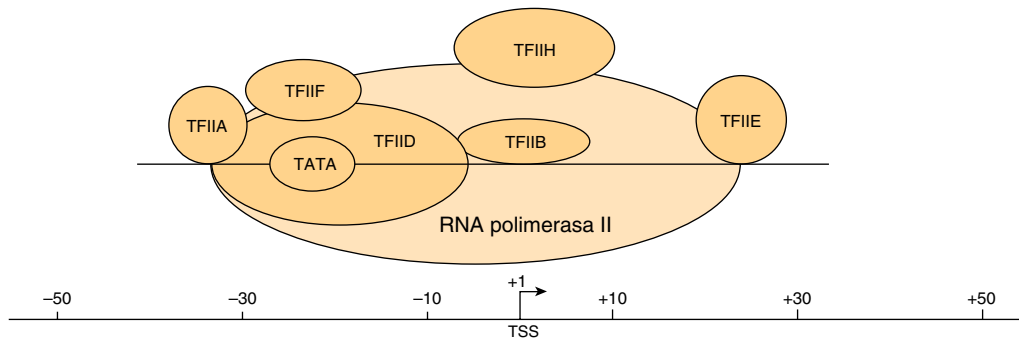 TFIIH
TFIIF
TFIIA
TFIIE
TFIID
TFIIB
TATA
RNA polimerasa II
+1
–50
–30
–10
+10
+30
+50
TSS